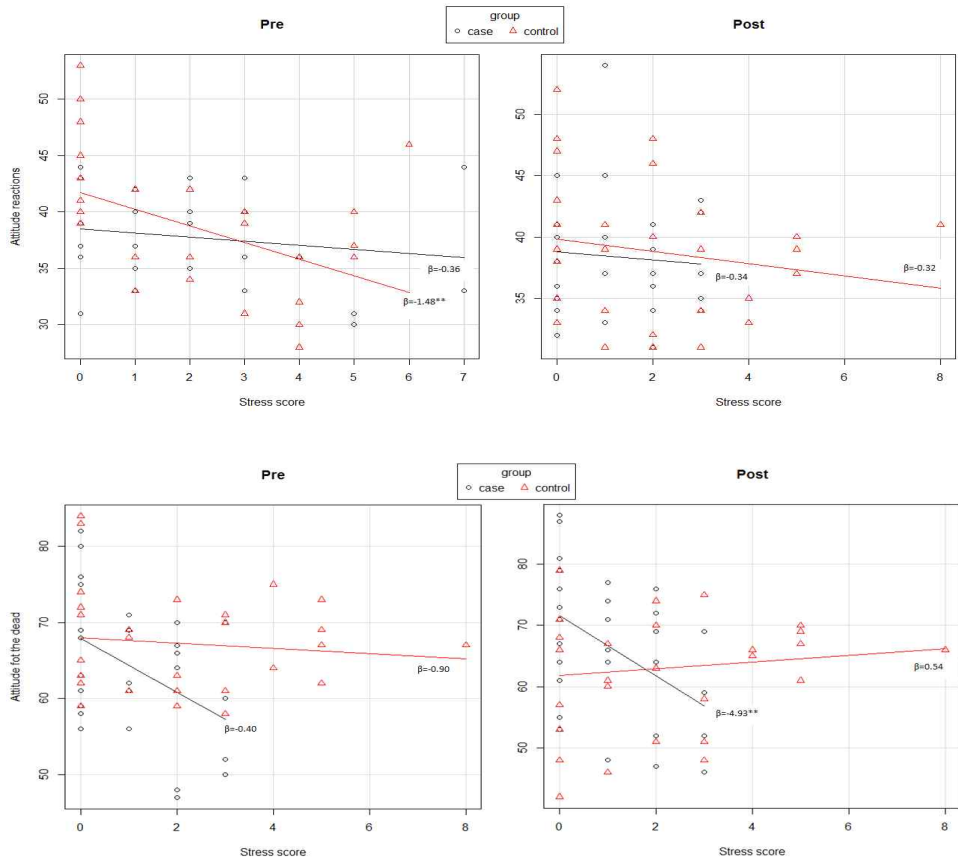 Pre
group
case control
Post
Attitude reactions
50
45
40
35
30
β=-0.36
β=-1.48**
0 1 2 3 4 5 6 7
Stress score
50
45
40
35
β=-0.34
β=-0.32
0 2 4 6 8
Stress score
Pre
group
case control
Post
Attitude fot the dead
80
70
60
50
β=-0.90
β=-0.40
0 2 4 6 8
Stress score
80
70
60
50
β=0.54
β=-4.93**
0 2 4 6 8
Stress score